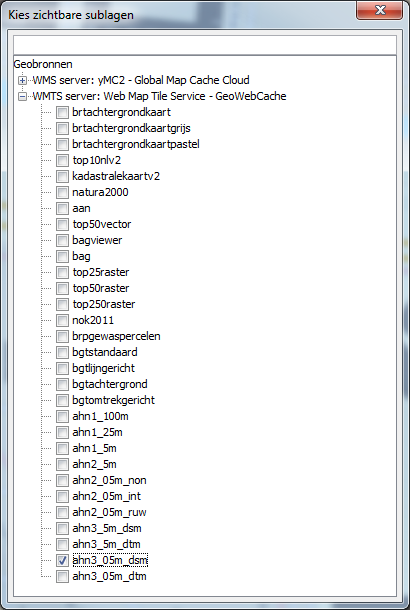 Kies zichtbare sublagen
Geobronnen
WMS server: yMC2 - Global Map Cache Cloud
WMTS server: Web Map Tile Service - GeoWebCache
brtachtergrondkaart
brtachtergrondkaartgrijs
brtachtergrondkaartpastel
top10nlv2
kadastralekaartv2
natura2000
aan
top50vector
bagviewer
bag
top25raster
top50raster
top250raster
nok2011
brpgewaspercelen
bgtstandaard
bgtlijngericht
bgtachtergrond
bgtomtrekgericht
ahn1_100m
ahn1_25m
ahn1_5m
ahn2_5m
ahn2_05m_non
ahn2_05m_int
ahn2_05m_ruw
ahn3_5m_dsm
ahn3_5m_dtm
ahn3_05m_dsm
ahn3_05m_dtm